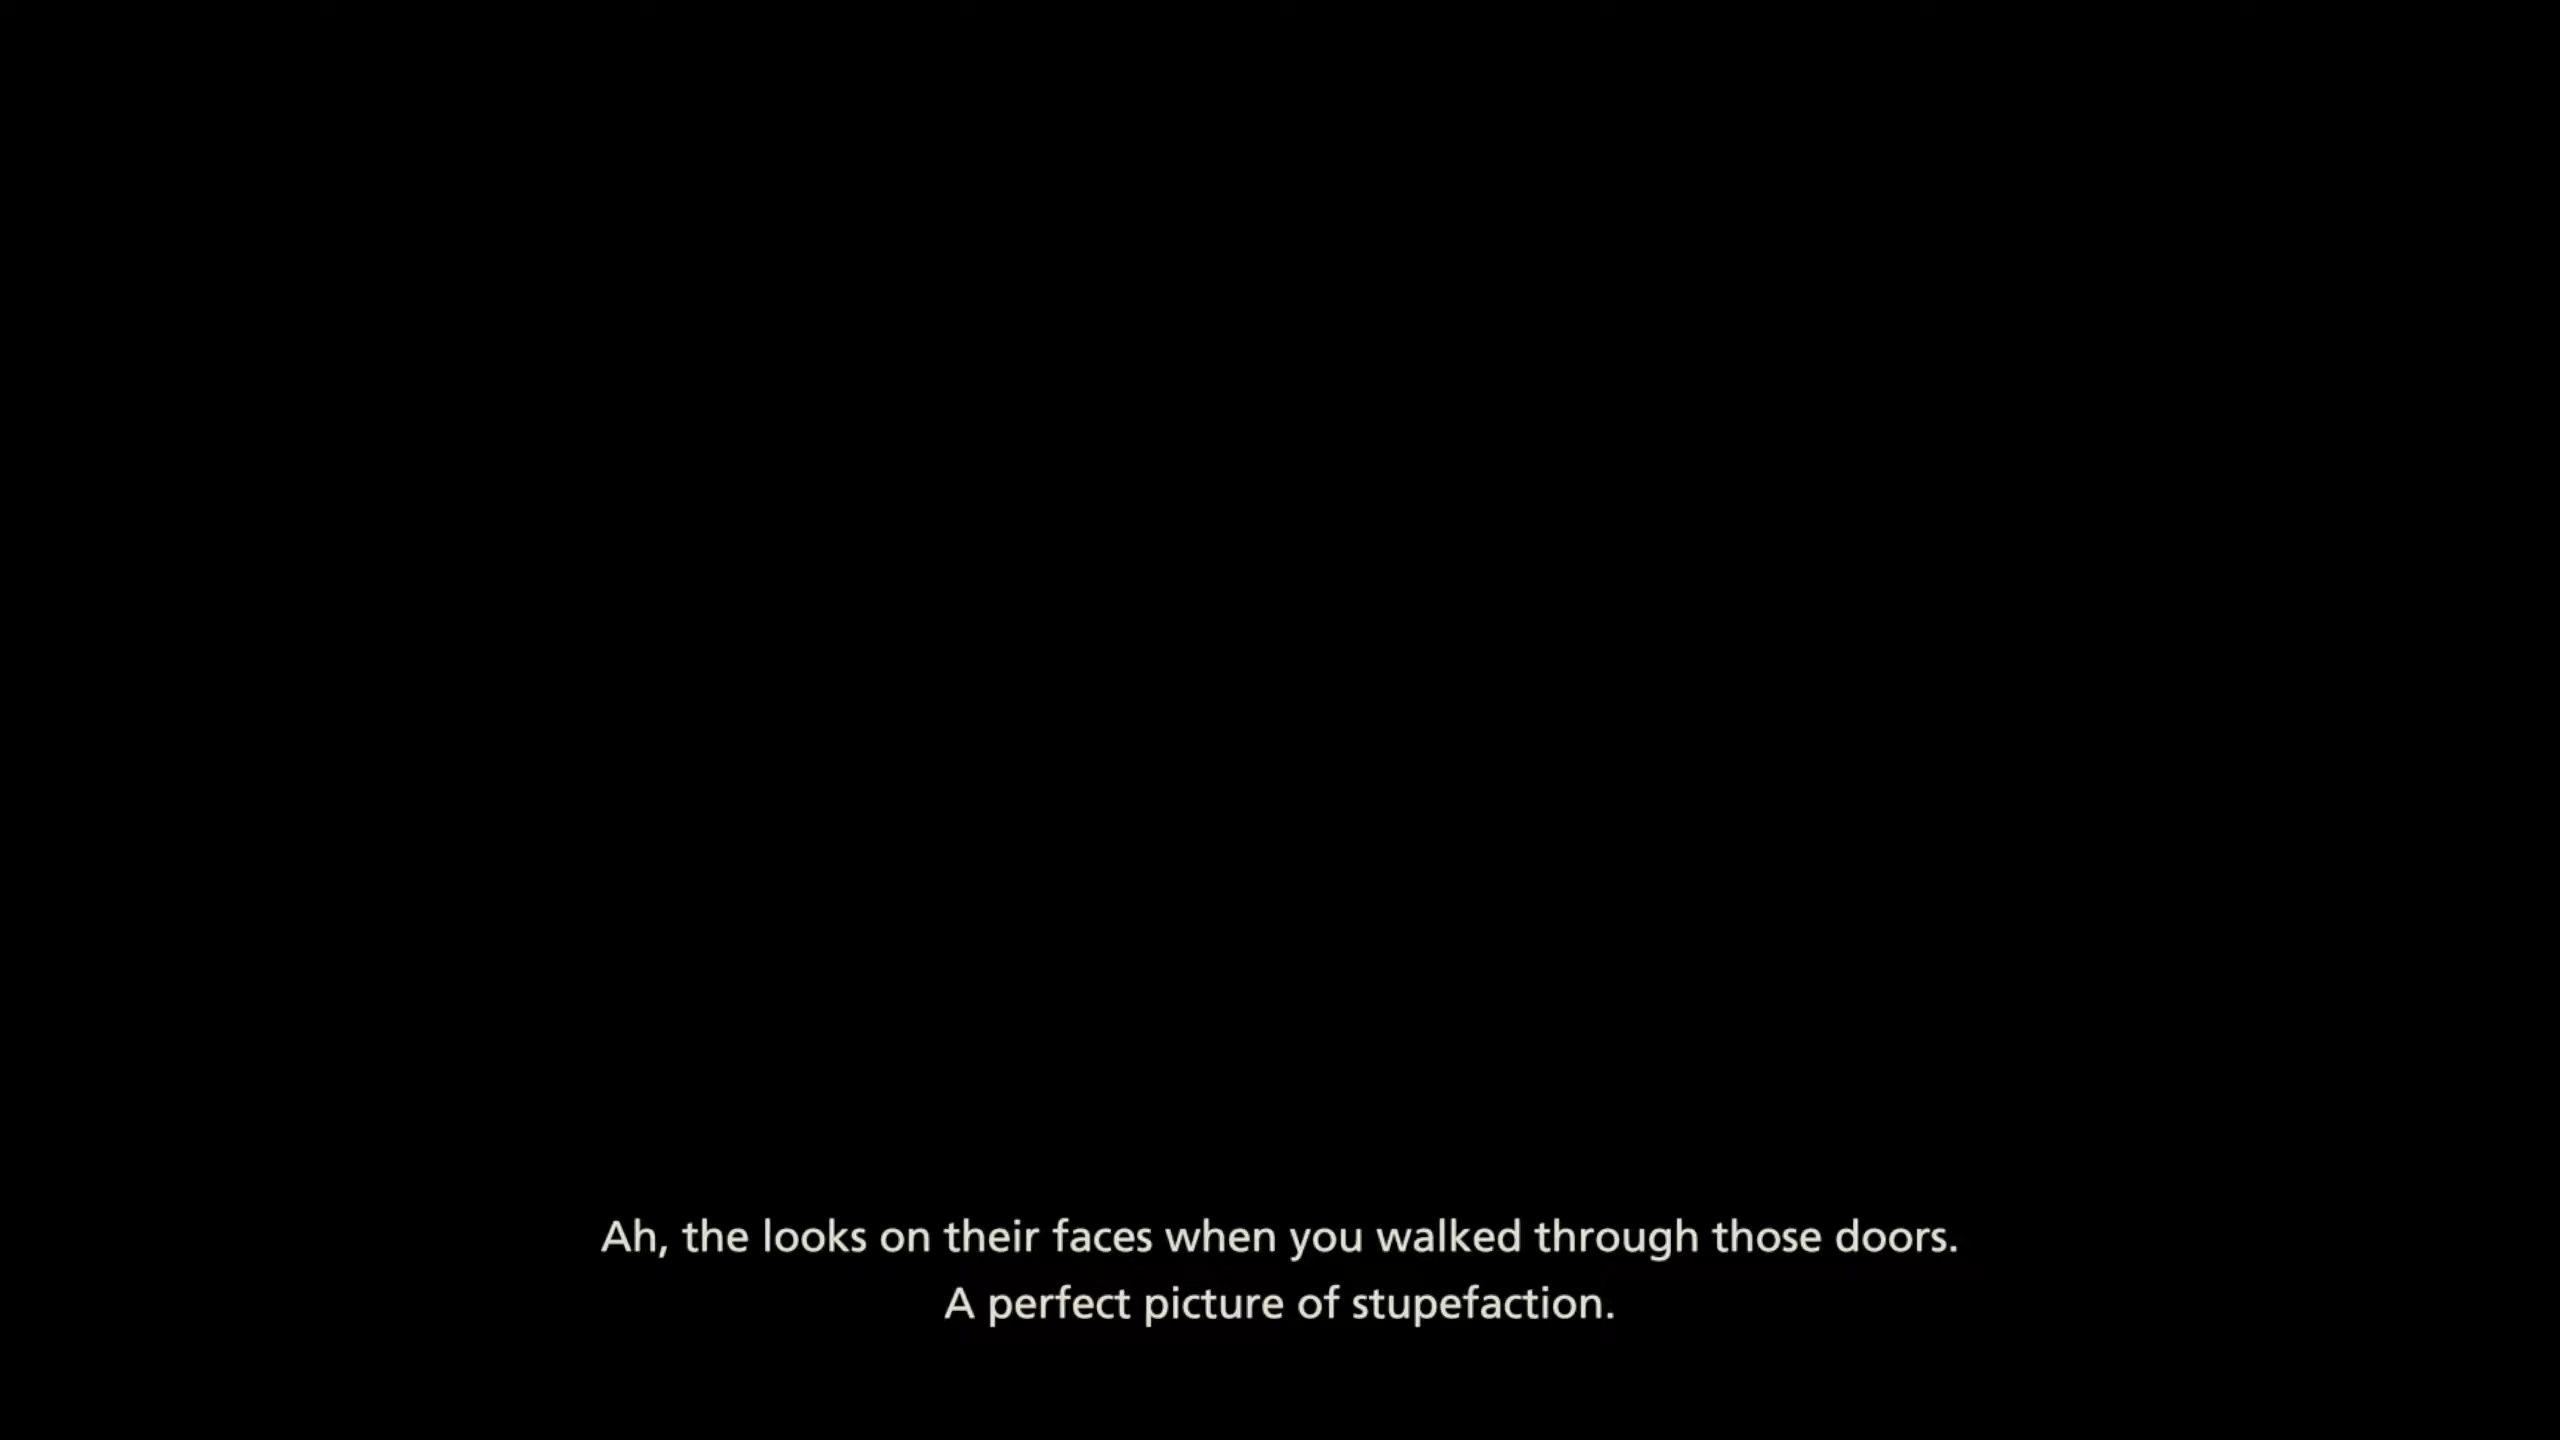 Ah, the looks on their faces when you walked through those doors.
A perfect picture of stupefaction.